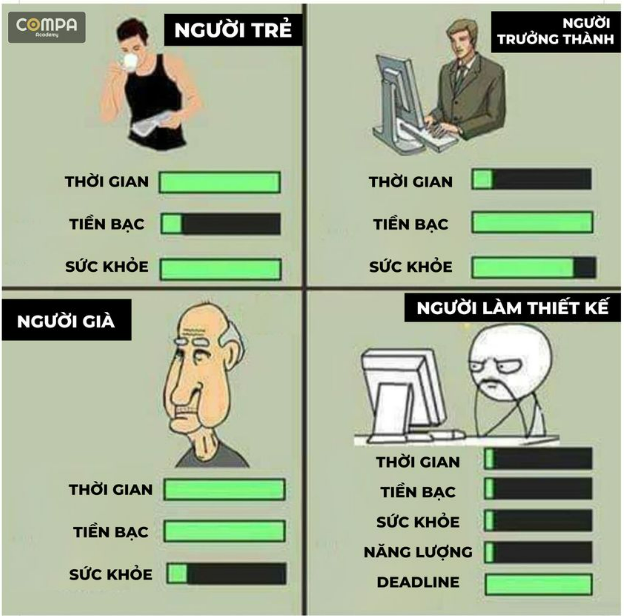 COMPA
Academy
NGƯỜI TRẺ
THỜI GIAN
TIỀN BẠC
SỨC KHỎE
NGƯỜI
TRƯỞNG THÀNH
THỜI GIAN
TIỀN BẠC
SỨC KHỎE
NGƯỜI GIÀ
THỜI GIAN
TIỀN BẠC
SỨC KHỎE
NGƯỜI LÀM THIẾT KẾ
THỜI GIAN
TIỀN BẠC
SỨC KHỎE
NĂNG LƯỢNG
DEADLINE